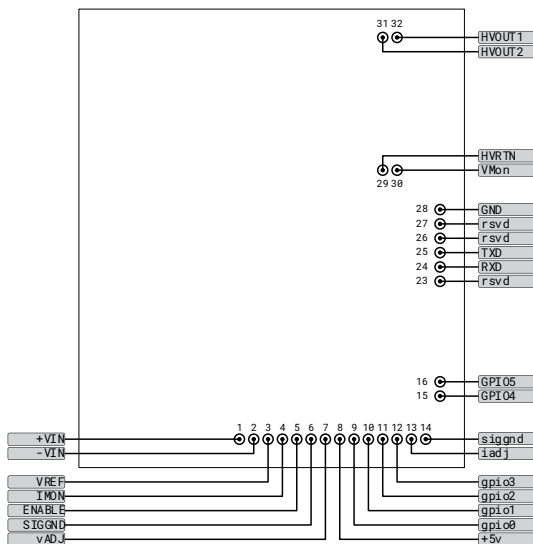 31 32
HVOUT1
HVOUT2
HVRTN
VMon
29 30
28 GND
27 rsvd
26 rsvd
25 TXD
24 RXD
23 rsvd
16 GPIO5
15 GPIO4
1 2 3 4 5 6 7 8 9 10 11 12 13 14
+VIN siggnd
-VIN iadj
VREF gpio3
IMON gpio2
ENABLE gpio1
SIGGND gpio0
vADJ +5v